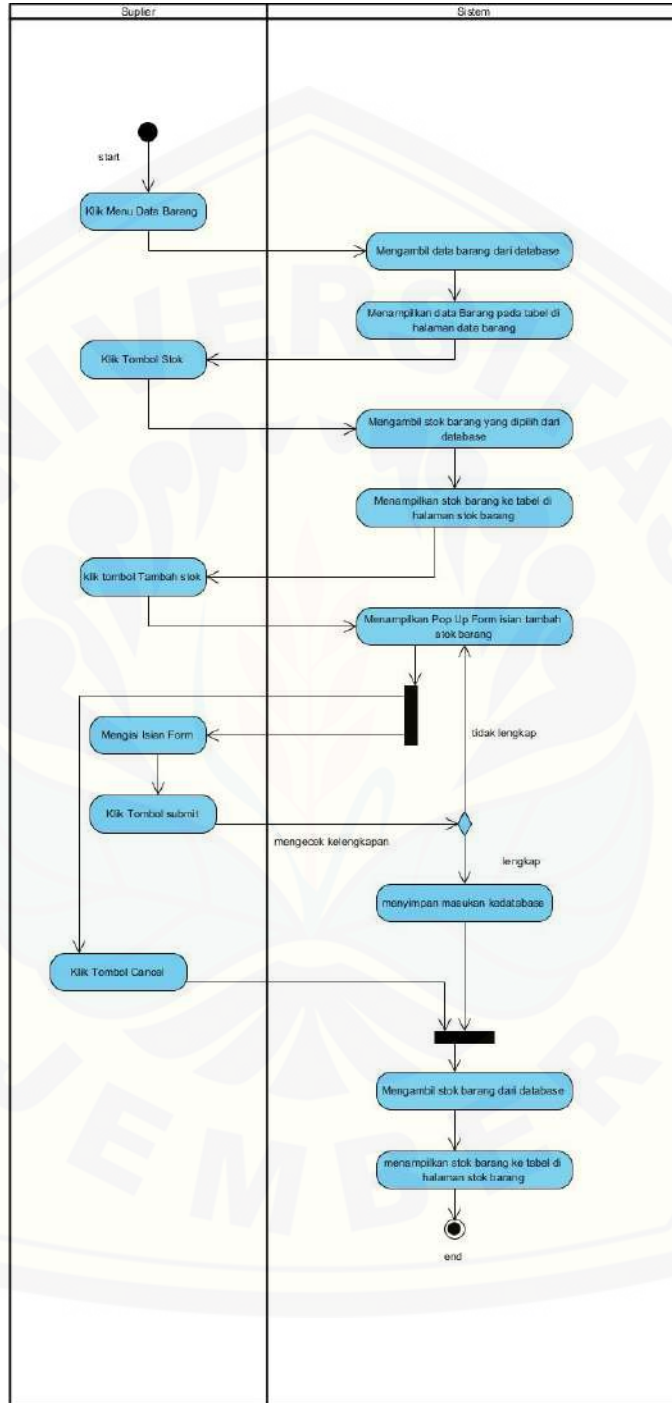 Suplier
Sistem
start
Klik Menu Data Barang
Mengambil data barang dari database
Menampilkan data Barang pada tabel di
halaman data barang
Klik Tombol Stok
Mengambil stok barang yang dipilih dari
database
Menampilkan stok barang ke tabel di
halaman stok barang
klik tombol Tambah stok
Menampilkan Pop Up Form isian tambah
stok barang
Mengisi Isian Form
tidak lengkap
Klik Tombol submit
mengecek kelengkapan
lengkap
menyimpan masukan kedatabase
Klik Tombol Cancel
Mengambil stok barang dari database
menampilkan stok barang ke tabel di
halaman stok barang
end
UNIVERSITAS
JEMBER